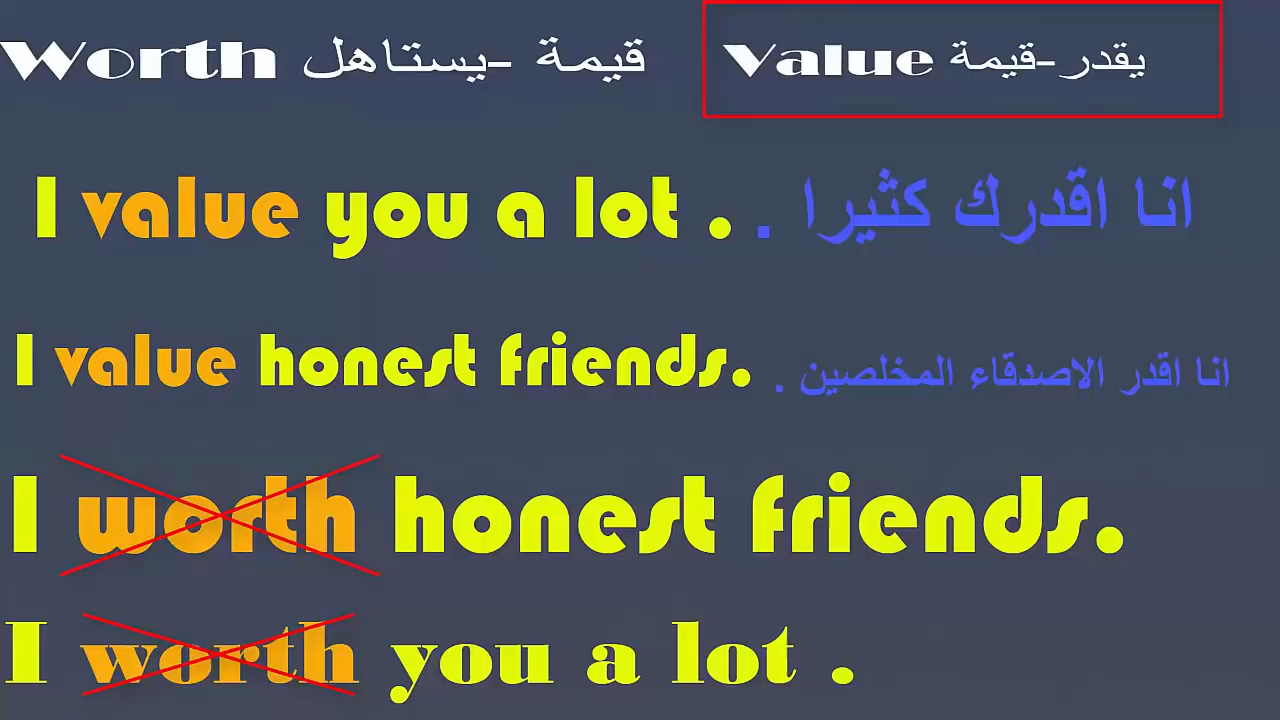 Worth قيمة -يستاهل
Value يقدر-قيمة
I value you a lot . انا اقدرك كثيرا .
I value honest friends. انا اقدر الاصدقاء المخلصين .
I worth honest friends.
I worth you a lot .